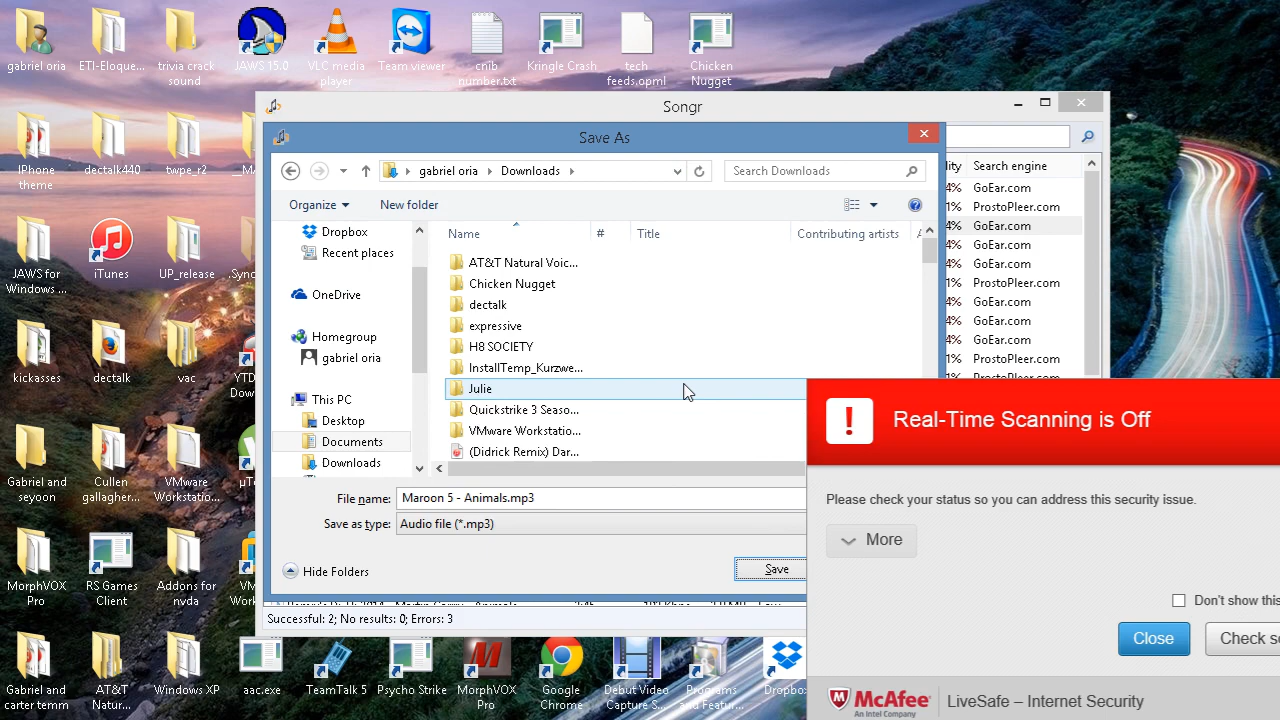 gabriel oria
ETI-Eloque...
trivia crack
sound
JAWS 15.0
VLC media
player
Team viewer
cnib
number.txt
Kringle Crash
tech
feeds.opml
Chicken
Nugget
Songr
Save As
gabriel oria
Downloads
Search Downloads
Organize
New folder
Dropbox
Recent places
OneDrive
Homegroup
gabriel oria
This PC
Desktop
Documents
Downloads
Name
#
Title
Contributing artists
AT&T Natural Voic...
Chicken Nugget
dectalk
expressive
H8 SOCIETY
InstallTemp_Kurzwe...
Julie
Quickstrike 3 Seaso...
VMware Workstatio...
(Didrick Remix) Dar...
File name:
Maroon 5 - Animals.mp3
Save as type:
Audio file (*.mp3)
Hide Folders
Save
Successful: 2; No results: 0; Errors: 3
Search engine
4% GoEar.com
1% ProstoPleer.com
4% GoEar.com
4% GoEar.com
4% GoEar.com
1% ProstoPleer.com
4% GoEar.com
4% GoEar.com
4% GoEar.com
1% ProstoPleer.com
Real-Time Scanning is Off
Please check your status so you can address this security issue.
More
Don't show this
Close
Check
McAfee
An Intel Company
LiveSafe – Internet Security
IPhone
theme
dectalk440
twpe_r2
JAWS for
Windows ...
iTunes
UP_release
kickasses
dectalk
vac
Gabriel and
seyoon
Cullen
gallagher...
VMware
Workstatio...
MorphVOX
Pro
RS Games
Client
Addons for
nvda
Gabriel and
carter temm
AT&T
Natur...
Windows XP
aac.exe
TeamTalk 5
Psycho Strike
MorphVOX
Pro
Google
Chrome
Debut Video
Capture S...
Programs
and Featur...
Dropbox